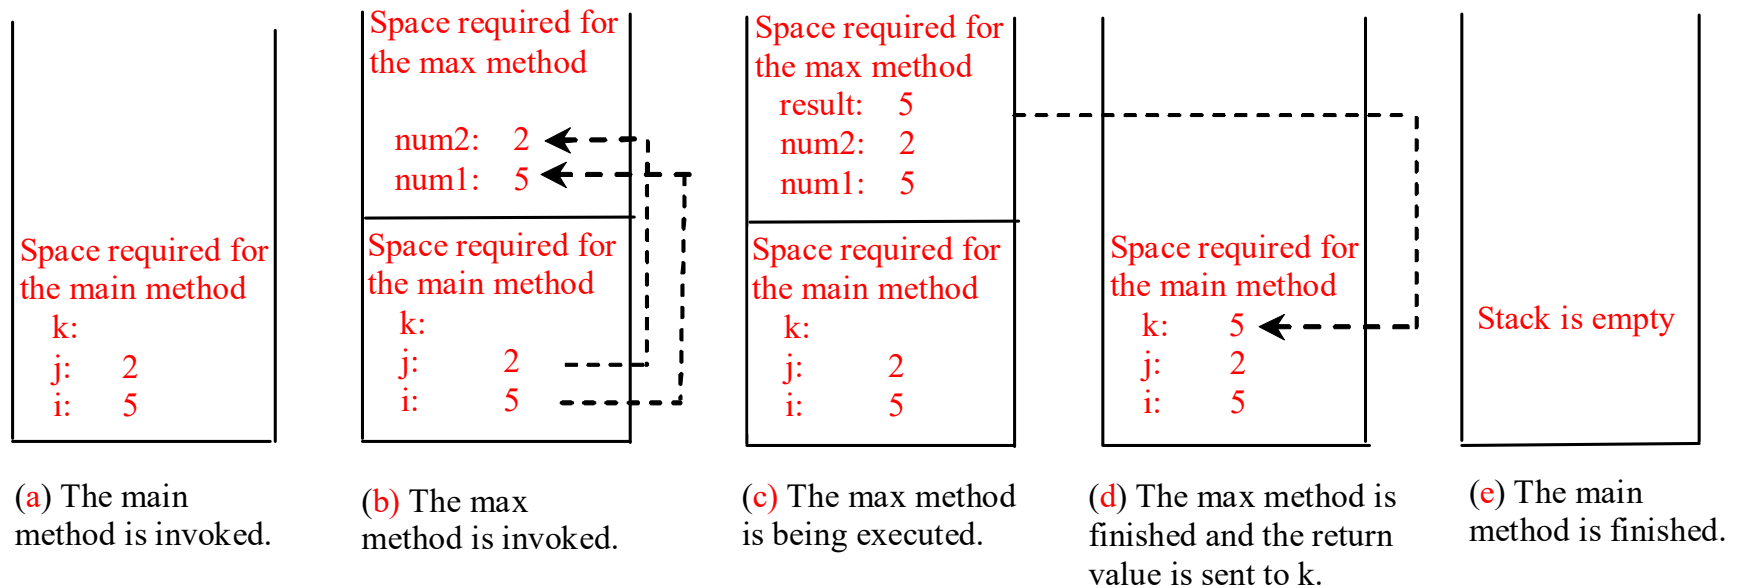 Space required for
the main method
k:
j: 2
i: 5
(a) The main
method is invoked.
Space required for
the max method
num2: 2
num1: 5
Space required for
the main method
k:
j: 2
i: 5
(b) The max
method is invoked.
Space required for
the max method
result: 5
num2: 2
num1: 5
Space required for
the main method
k:
j: 2
i: 5
(c) The max method
is being executed.
Space required for
the main method
k: 5
j: 2
i: 5
(d) The max method is
finished and the return
value is sent to k.
Stack is empty
(e) The main
method is finished.